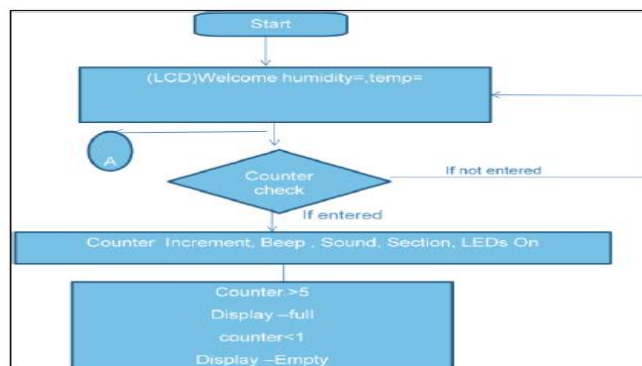 Start
(LCD)Welcome humidity=,temp=
A
Counter
check
If not entered
If entered
Counter Increment, Beep , Sound, Section, LEDs On
Counter.>5
Display –full
counter<1
Display –Empty